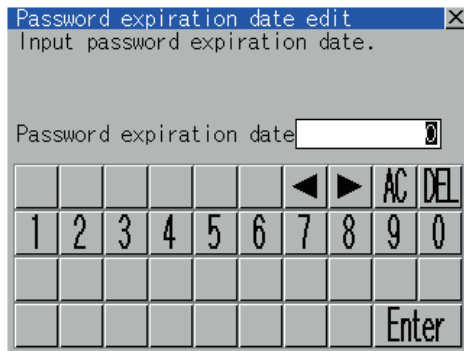 Password expiration date edit ×
Input password expiration date.
Password expiration date 0
◀ ▶ AC DEL
1 2 3 4 5 6 7 8 9 0
Enter